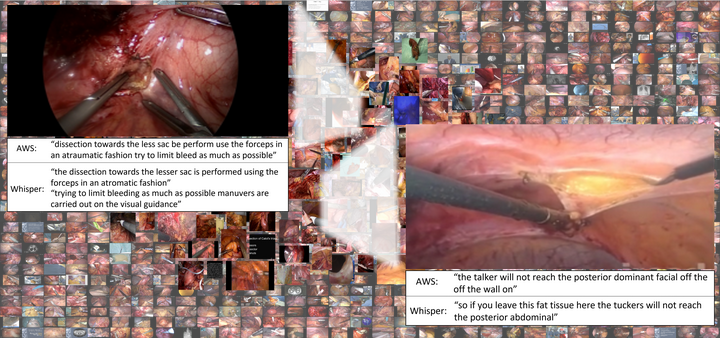 AWS: "dissection towards the less sac be perform use the forceps in
an atraumatic fashion try to limit bleed as much as possible"
Whisper: "the dissection towards the lesser sac is performed using the
forceps in an atromatic fashion"
"trying to limit bleeding as much as possible manuvers are
carried out on the visual guidance"
AWS: "the talker will not reach the posterior dominant facial off the
off the wall on"
Whisper: "so if you leave this fat tissue here the tuckers will not reach
the posterior abdominal"